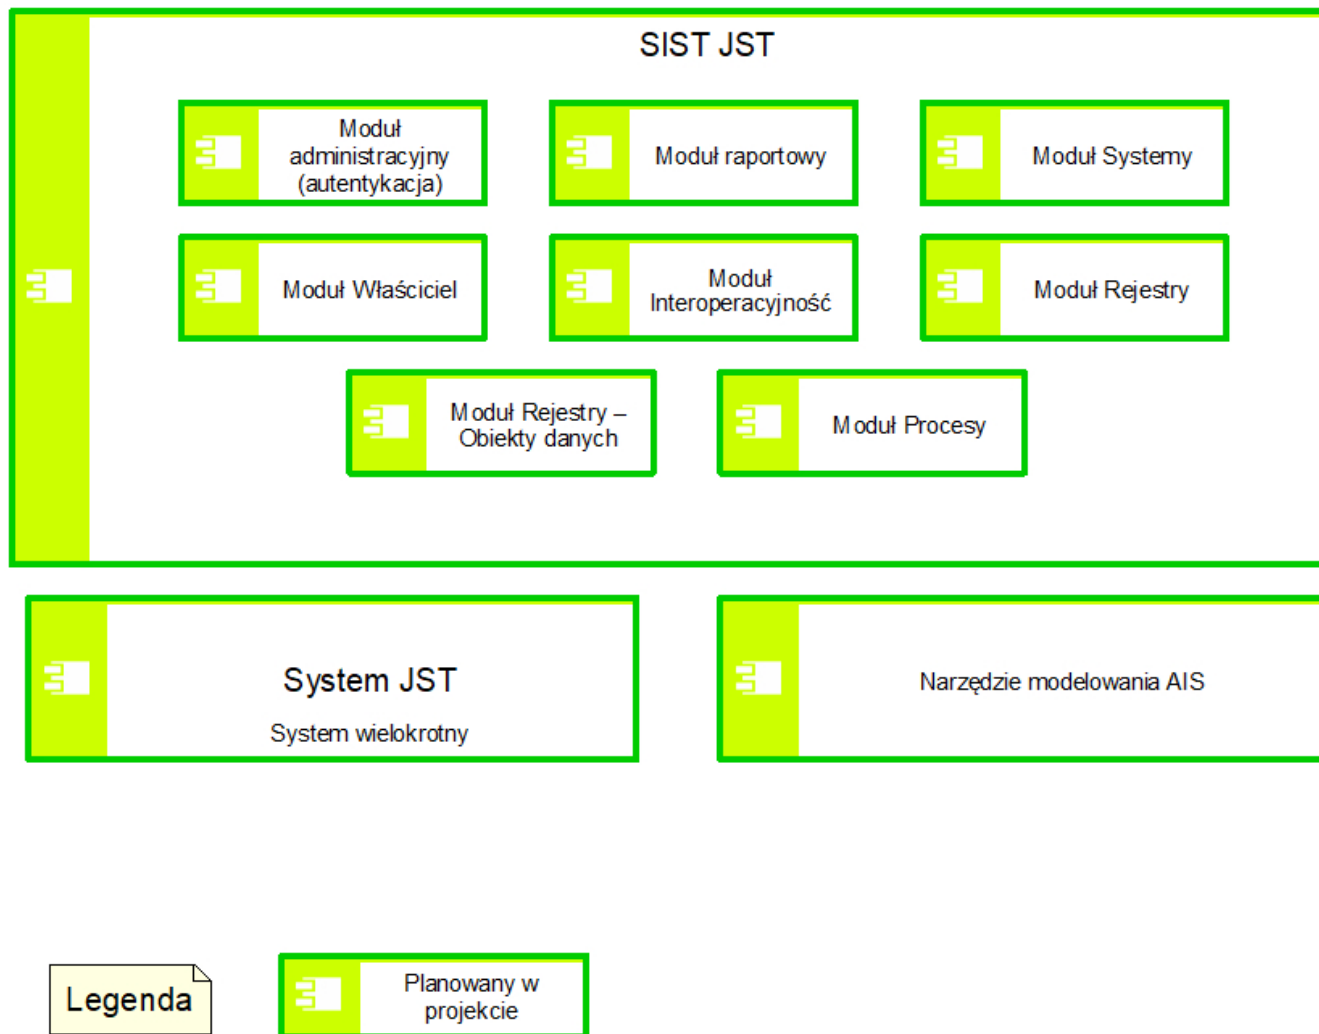 SIST JST
Moduł
administracyjny
(autentykacja)
Moduł raportowy
Moduł Systemy
Moduł Właściciel
Moduł
Interoperacyjność
Moduł Rejestry
Moduł Rejestry –
Obiekty danych
Moduł Procesy
System JST
System wielokrotny
Narzędzie modelowania AIS
Legenda
Planowany w
projekcie